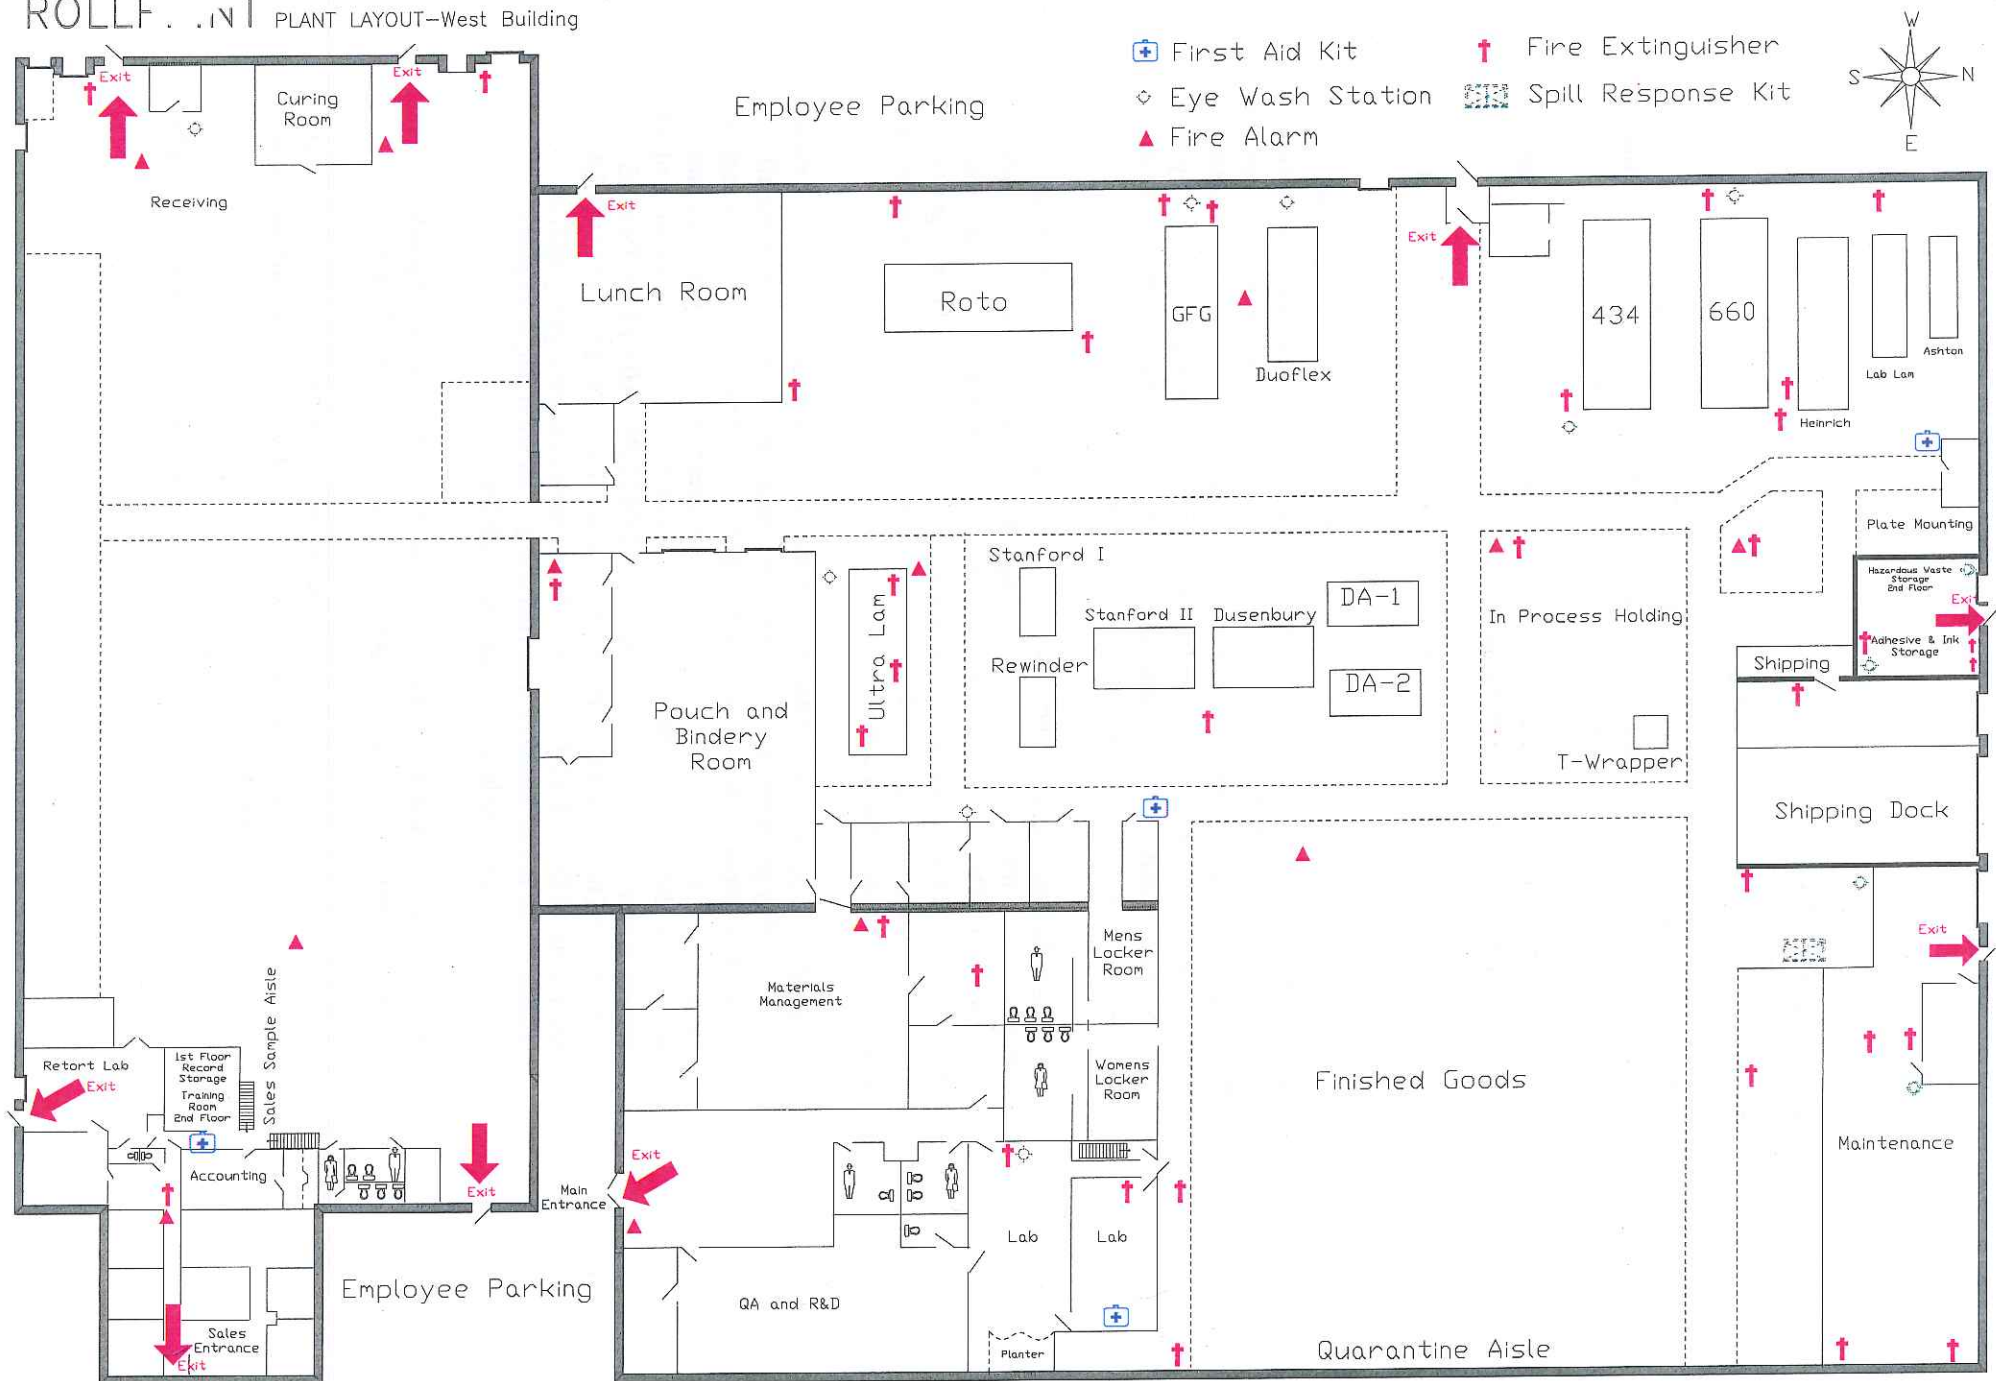 PLANT LAYOUT-West Building
First Aid Kit
Fire Extinguisher
Eye Wash Station
Spill Response Kit
Fire Alarm
W
S
N
E
Employee Parking
Exit
Exit
Curing
Room
Receiving
Exit
Lunch Room
Roto
GFG
Duoflex
Exit
434
660
Heinrich
Lab Lam
Ashton
Plate Mounting
Hazardous Waste
Storage
2nd Floor
Exit
Adhesive & Ink
Storage
Stanford I
Stanford II
Dusenbury
DA-1
Rewinder
DA-2
Ultra Lam
In Process Holding
T-Wrapper
Shipping
Shipping Dock
Pouch and
Bindery
Room
Exit
Mens
Locker
Room
Materials
Management
Womens
Locker
Room
Finished Goods
Maintenance
Sales Sample Aisle
Retort Lab
Exit
1st Floor
Record
Storage
Training
Room
2nd Floor
Accounting
Exit
Main
Entrance
Exit
Lab
Lab
Employee Parking
QA and R&D
Sales
Entrance
Exit
Planter
Quarantine Aisle